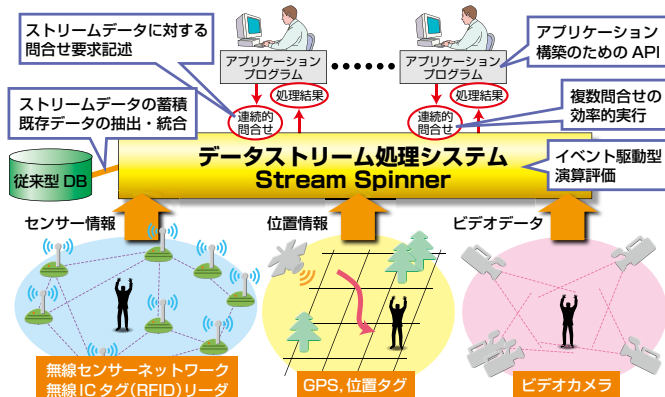 ストリームデータに対する
問合せ要求記述
アプリケーション
プログラム
アプリケーション
プログラム
アプリケーション
構築のための API
ストリームデータの蓄積
既存データの抽出・統合
連続的
問合せ
処理結果
連続的
問合せ
処理結果
複数問合せの
効率的実行
従来型 DB
データストリーム処理システム
Stream Spinner
イベント駆動型
演算評価
センサー情報
位置情報
ビデオデータ
無線センサーネットワーク
無線ICタグ(RFID)リーダ
GPS, 位置タグ
ビデオカメラ